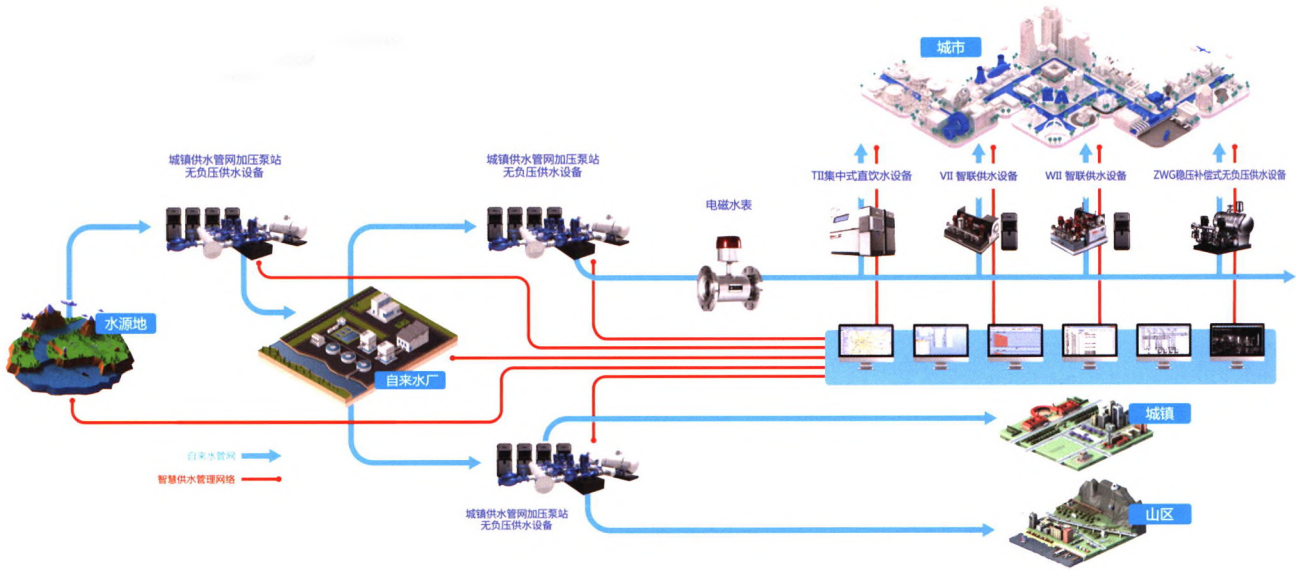 城市
城镇供水管网加压泵站
无负压供水设备
城镇供水管网加压泵站
无负压供水设备
TII集中式直饮水设备
VII 智联供水设备
WII 智联供水设备
ZWG稳压补偿式无负压供水设备
电磁水表
水源地
自来水厂
城镇
自来水管网
智慧供水管理网络
城镇供水管网加压泵站
无负压供水设备
山区